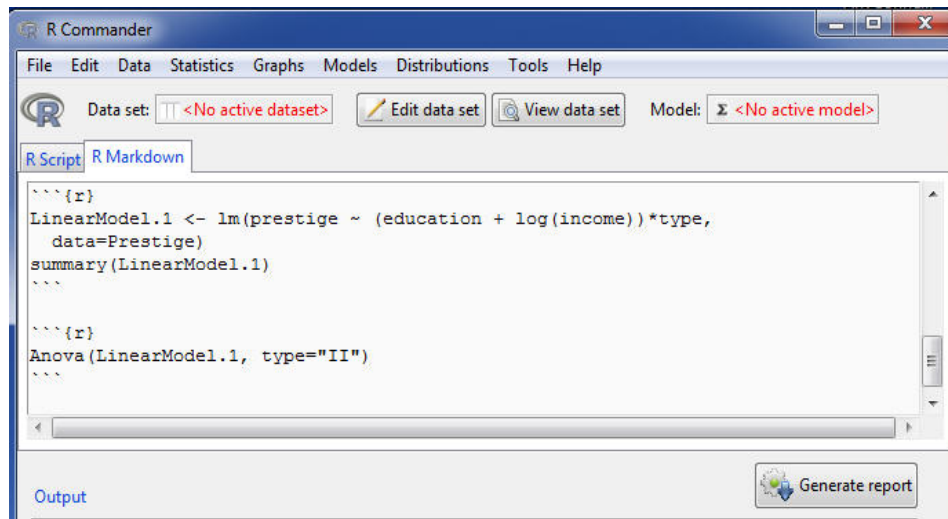 R Commander
File Edit Data Statistics Graphs Models Distributions Tools Help
R Data set: <No active dataset> Edit data set View data set Model: Σ <No active model>
R Script R Markdown
```{r}
LinearModel.1 <- lm(prestige ~ (education + log(income))*type,
  data=Prestige)
summary(LinearModel.1)
```
```{r}
Anova(LinearModel.1, type="II")
```
Generate report
Output